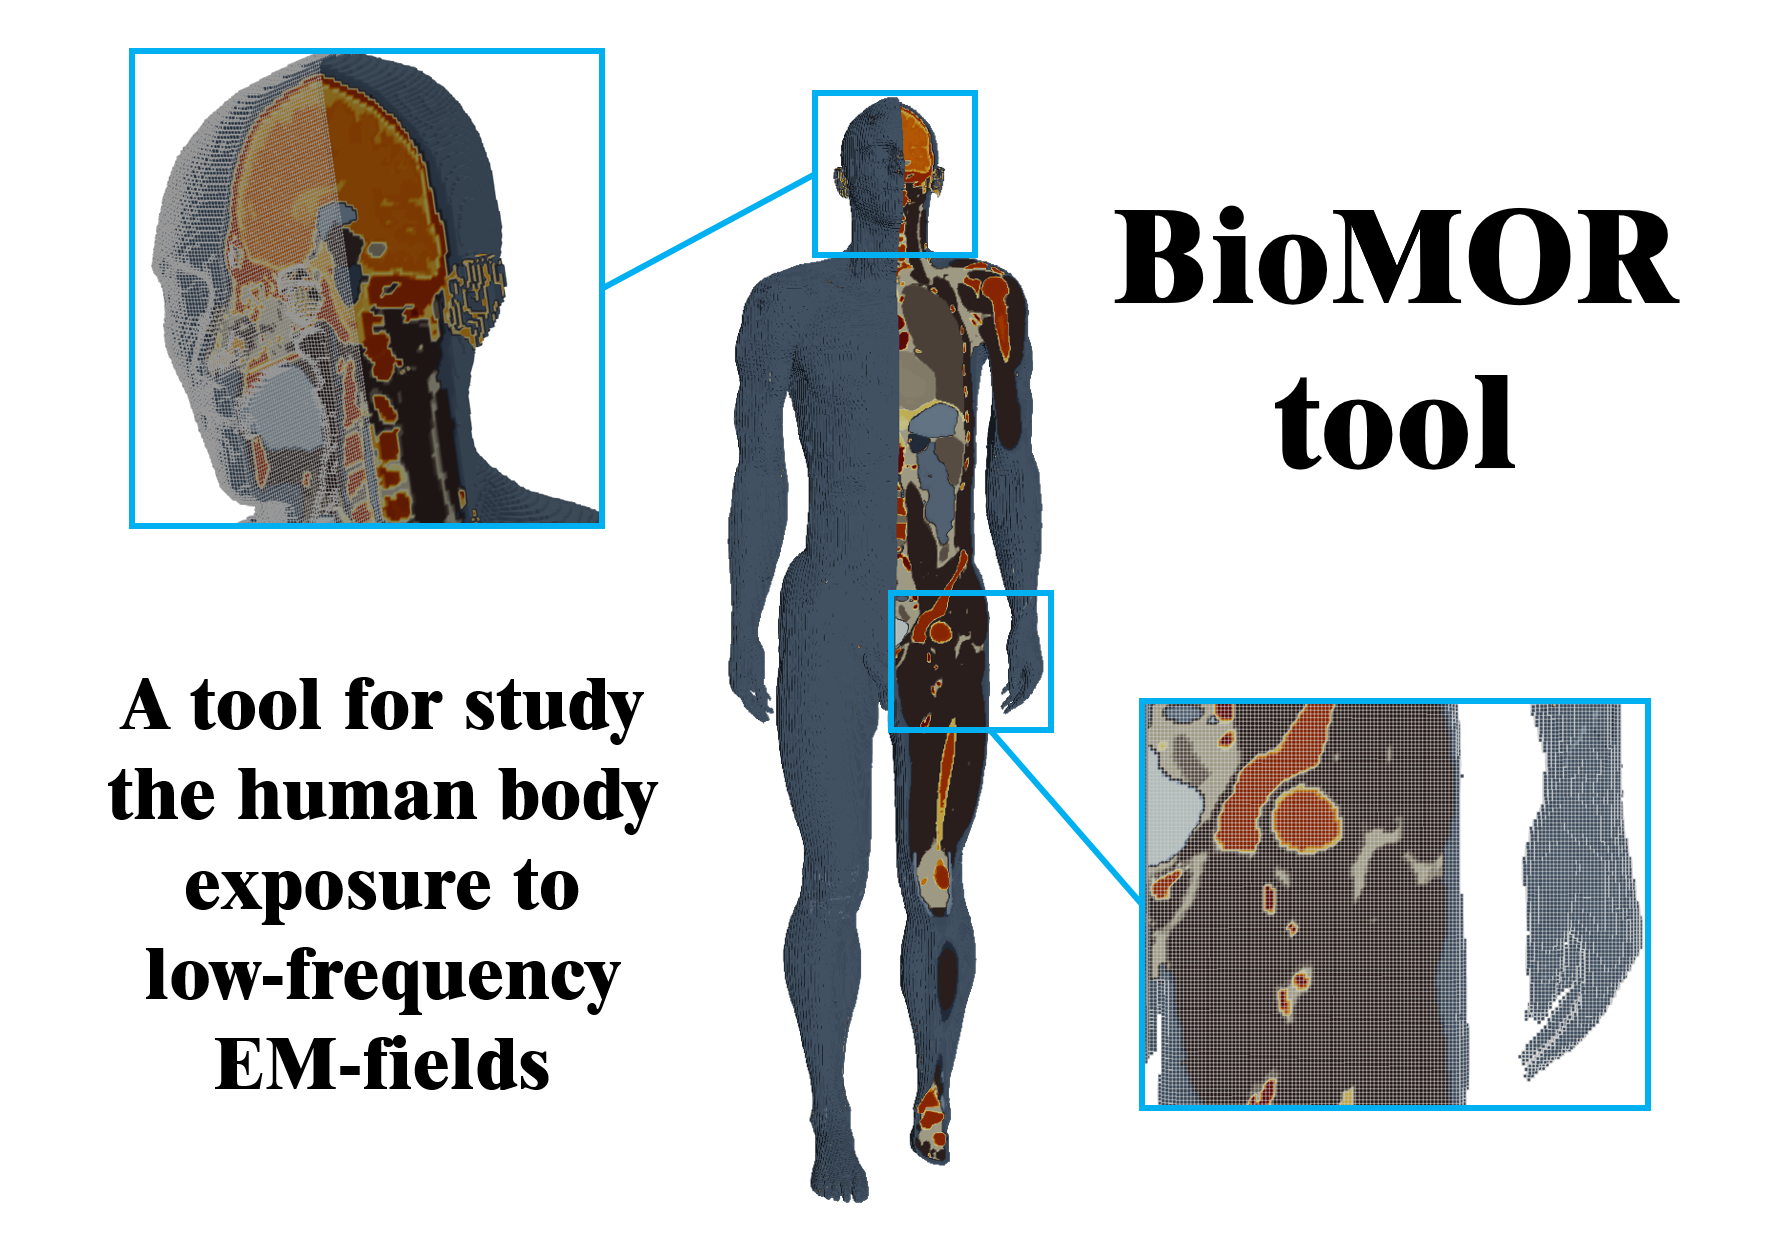 BioMOR
tool
A tool for study
the human body
exposure to
low-frequency
EM-fields